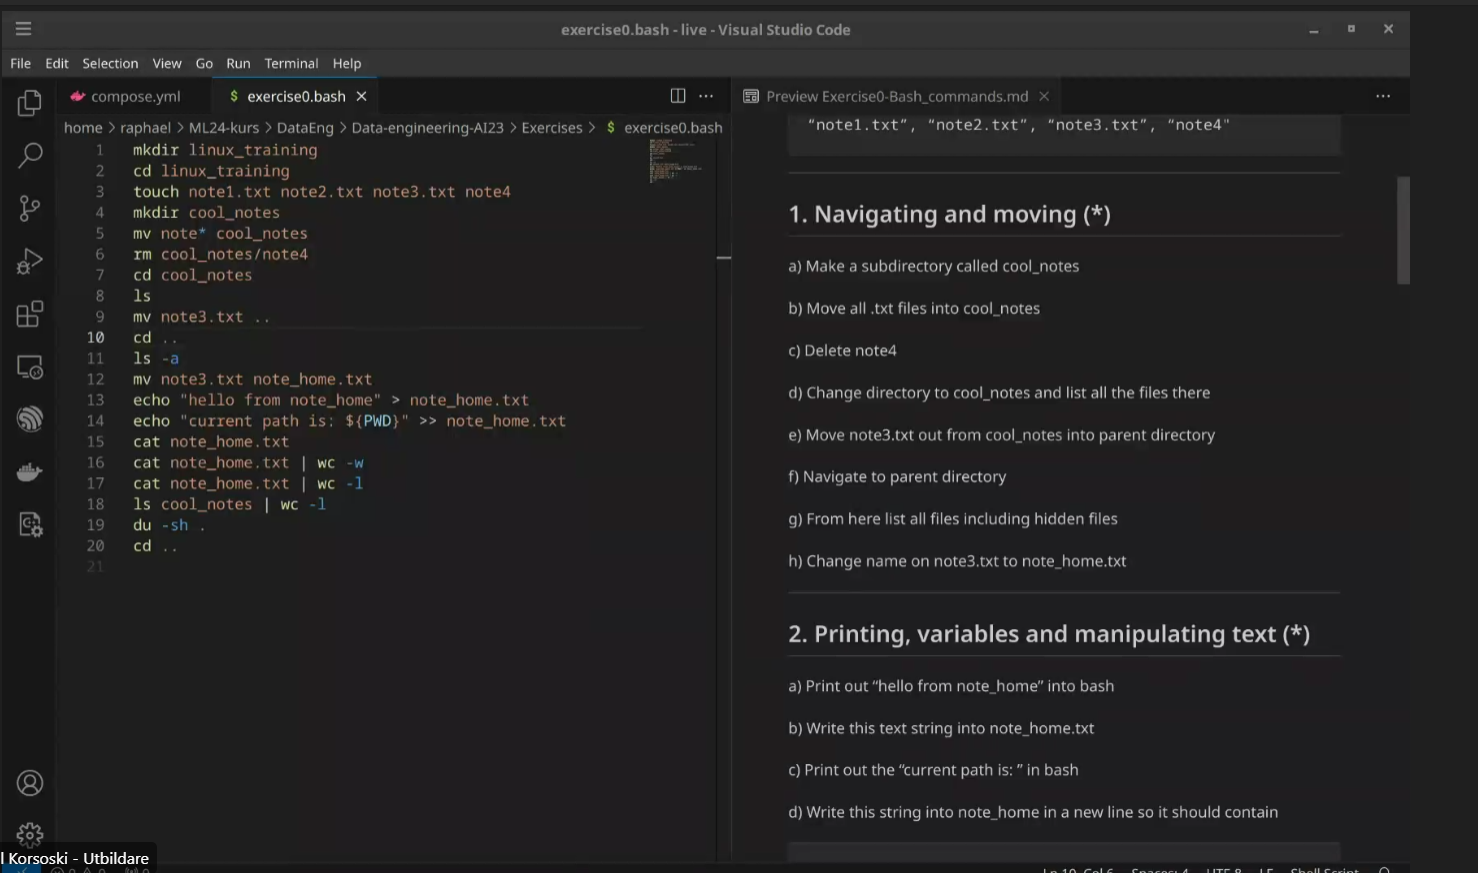 exercise0.bash - live - Visual Studio Code
File Edit Selection View Go Run Terminal Help
compose.yml
$ exercise0.bash
home > raphael > ML24-kurs > DataEng > Data-engineering-AI23 > Exercises > $ exercise0.bash
1 mkdir linux_training
2 cd linux_training
3 touch note1.txt note2.txt note3.txt note4
4 mkdir cool_notes
5 mv note* cool_notes
6 rm cool_notes/note4
7 cd cool_notes
8 ls
9 mv note3.txt ..
10 cd ..
11 ls -a
12 mv note3.txt note_home.txt
13 echo "hello from note_home" > note_home.txt
14 echo "current path is: ${PWD}" >> note_home.txt
15 cat note_home.txt
16 cat note_home.txt | wc -w
17 cat note_home.txt | wc -l
18 ls cool_notes | wc -l
19 du -sh .
20 cd ..
21
Preview Exercise0-Bash_commands.md
"note1.txt", "note2.txt", "note3.txt", "note4"
1. Navigating and moving (*)
a) Make a subdirectory called cool_notes
b) Move all .txt files into cool_notes
c) Delete note4
d) Change directory to cool_notes and list all the files there
e) Move note3.txt out from cool_notes into parent directory
f) Navigate to parent directory
g) From here list all files including hidden files
h) Change name on note3.txt to note_home.txt
2. Printing, variables and manipulating text (*)
a) Print out “hello from note_home” into bash
b) Write this text string into note_home.txt
c) Print out the “current path is: ” in bash
d) Write this string into note_home in a new line so it should contain
l Korsoski - Utbildare
Ln 10, Col 6 Spaces: 4 UTF-8 LF Shell Script